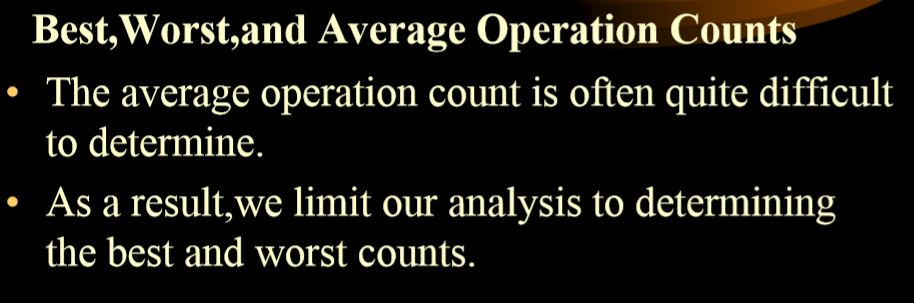 Best,Worst,and Average Operation Counts
• The average operation count is often quite difficult
to determine.
• As a result,we limit our analysis to determining
the best and worst counts.